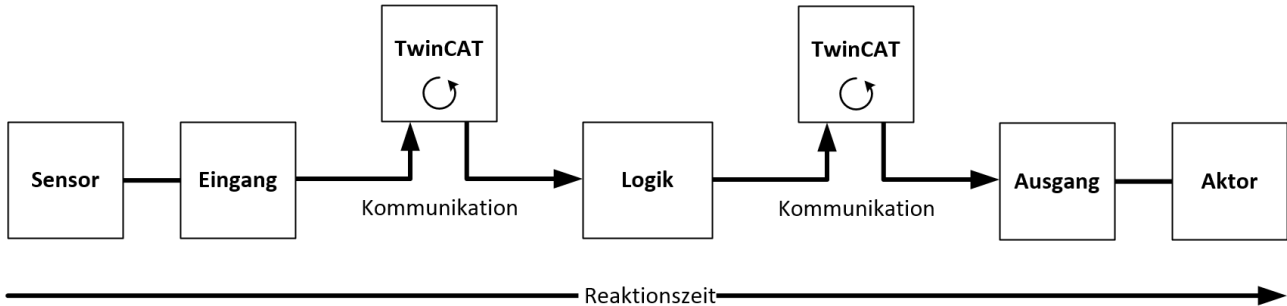 TwinCAT
TwinCAT
Sensor
Eingang
Kommunikation
Logik
Kommunikation
Ausgang
Aktor
Reaktionszeit